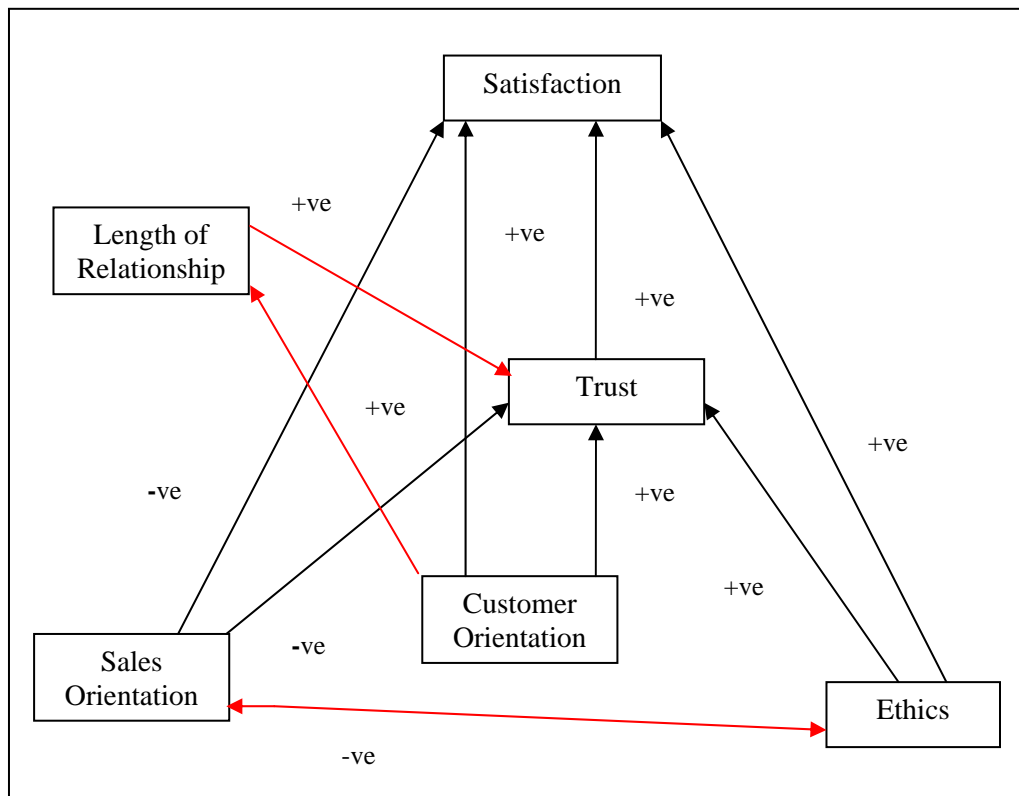 Satisfaction
+ve
Length of
Relationship
+ve
+ve
Trust
+ve
+ve
-ve
+ve
+ve
Customer
Orientation
-ve
Sales
Orientation
Ethics
-ve